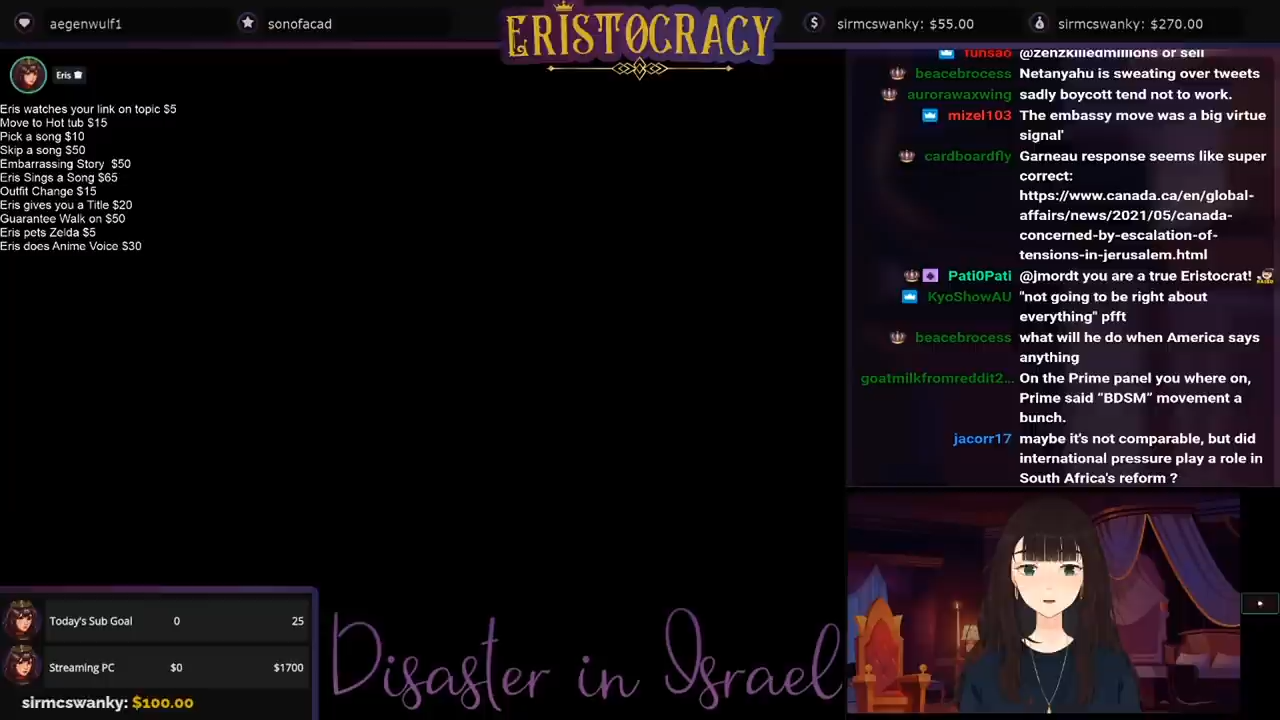 aegenwulf1
sonofacad
ERISTOCRACY
sirmcswanky: $55.00
sirmcswanky: $270.00
Eris
Eris watches your link on topic $5
Move to Hot tub $15
Pick a song $10
Skip a song $50
Embarrassing Story $50
Eris Sings a Song $65
Outfit Change $15
Eris gives you a Title $20
Guarantee Walk on $50
Eris pets Zelda $5
Eris does Anime Voice $30
funsao @zenzkilledmillions or sell
beacebrocess Netanyahu is sweating over tweets
aurorawaxwing sadly boycott tend not to work.
mizel103 The embassy move was a big virtue
signal'
cardboardfly Garneau response seems like super
correct:
https://www.canada.ca/en/global-
affairs/news/2021/05/canada-
concerned-by-escalation-of-
tensions-in-jerusalem.html
Pati0Pati @jmordt you are a true Eristocrat!
KyoShowAU "not going to be right about
everything" pfft
beacebrocess what will he do when America says
anything
goatmilkfromreddit2... On the Prime panel you where on,
Prime said “BDSM” movement a
bunch.
jacorr17 maybe it's not comparable, but did
international pressure play a role in
South Africa's reform ?
Today's Sub Goal 0 25
Streaming PC $0 $1700
sirmcswanky: $100.00
Disaster in Israel